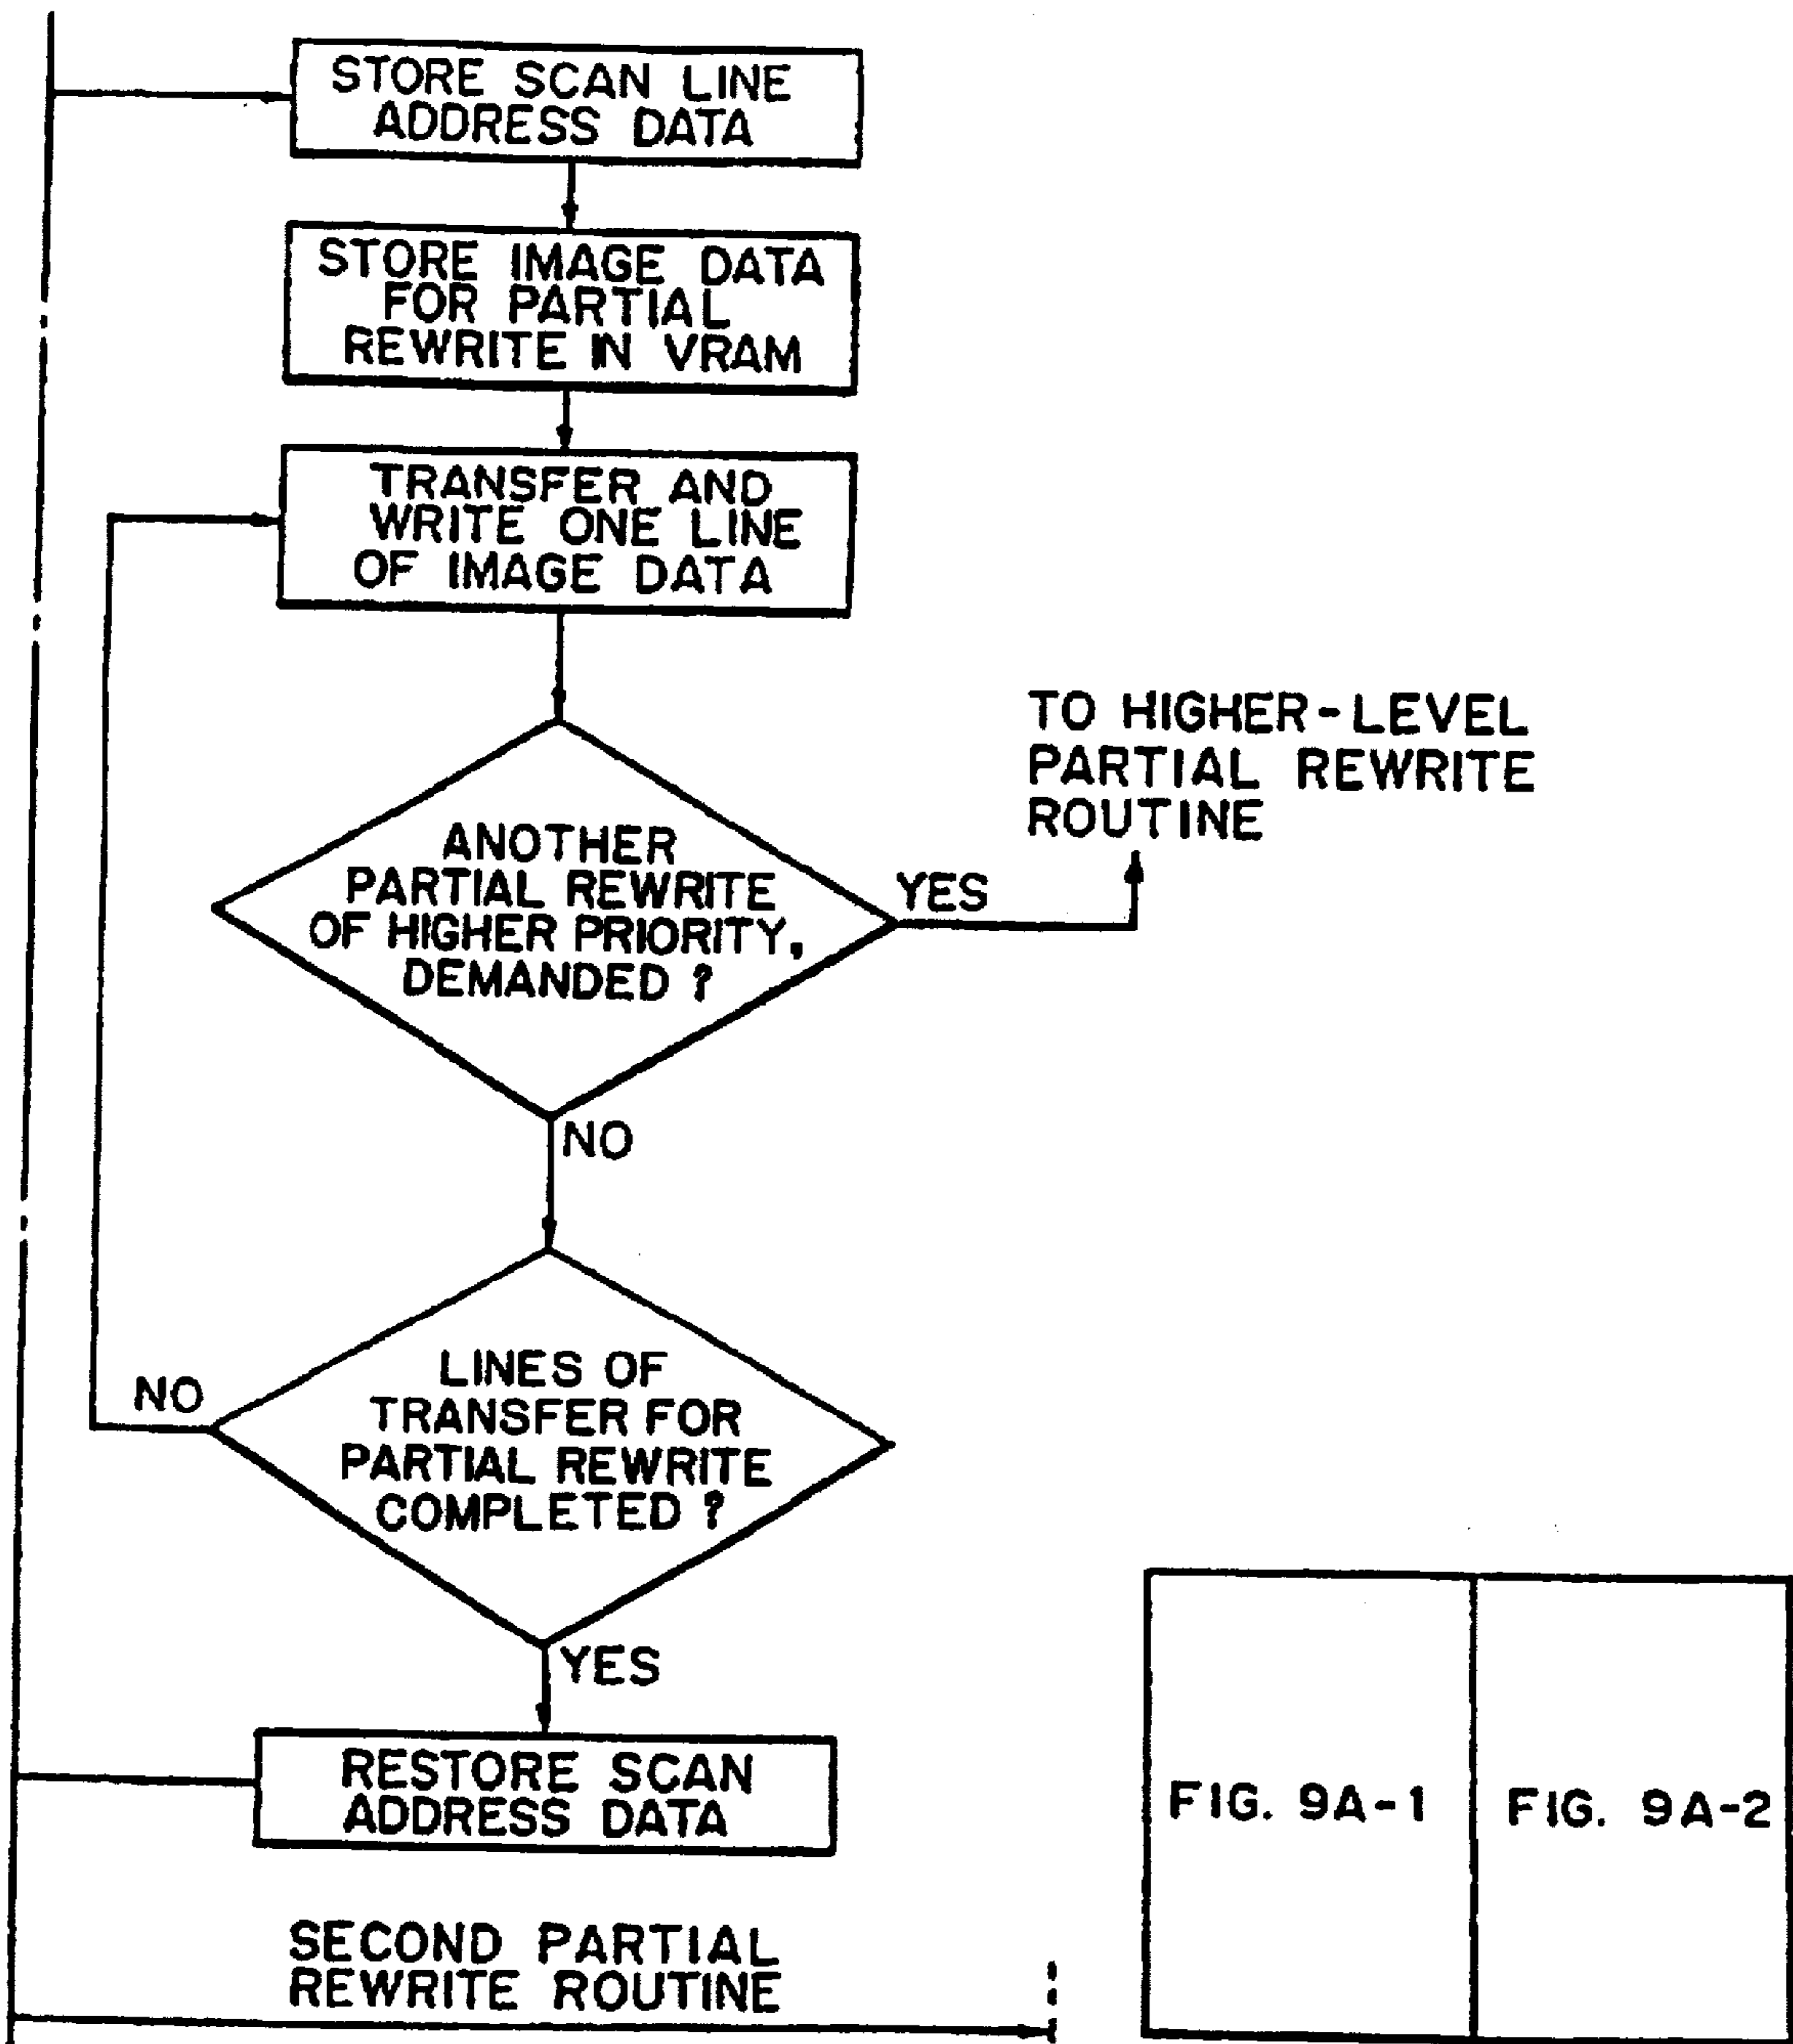 STORE SCAN LINE
ADDRESS DATA
STORE IMAGE DATA
FOR PARTIAL
REWRITE IN VRAM
TRANSFER AND
WRITE ONE LINE
OF IMAGE DATA
TO HIGHER-LEVEL
PARTIAL REWRITE
ROUTINE
ANOTHER
PARTIAL REWRITE
OF HIGHER PRIORITY,
DEMANDED ?
YES
NO
LINES OF
TRANSFER FOR
PARTIAL REWRITE
COMPLETED ?
NO
YES
RESTORE SCAN
ADDRESS DATA
SECOND PARTIAL
REWRITE ROUTINE
FIG. 9A-1
FIG. 9A-2